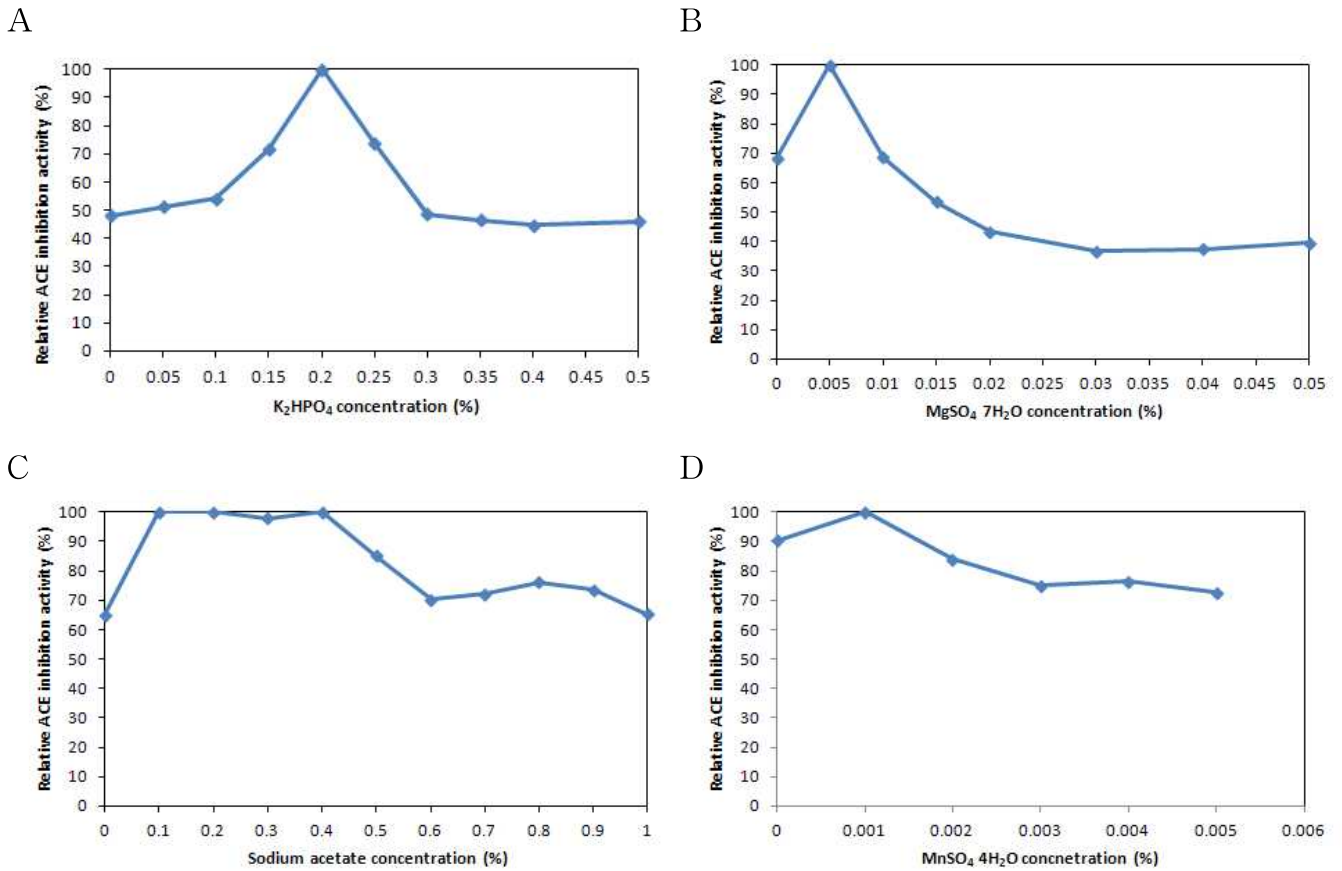 A
Relative ACE inhibition activity (%)
100
90
80
70
60
50
40
30
20
10
0
0 0.05 0.1 0.15 0.2 0.25 0.3 0.35 0.4 0.45 0.5
K₂HPO₄ concentration (%)
B
Relative ACE inhibition activity (%)
100
90
80
70
60
50
40
30
20
10
0
0 0.005 0.01 0.015 0.02 0.025 0.03 0.035 0.04 0.045 0.05
MgSO₄ 7H₂O concentration (%)
C
Relative ACE inhibition activity (%)
100
90
80
70
60
50
40
30
20
10
0
0 0.1 0.2 0.3 0.4 0.5 0.6 0.7 0.8 0.9 1
Sodium acetate concentration (%)
D
Relative ACE inhibition activity (%)
100
90
80
70
60
50
40
30
20
10
0
0 0.001 0.002 0.003 0.004 0.005 0.006
MnSO₄ 4H₂O concnetration (%)